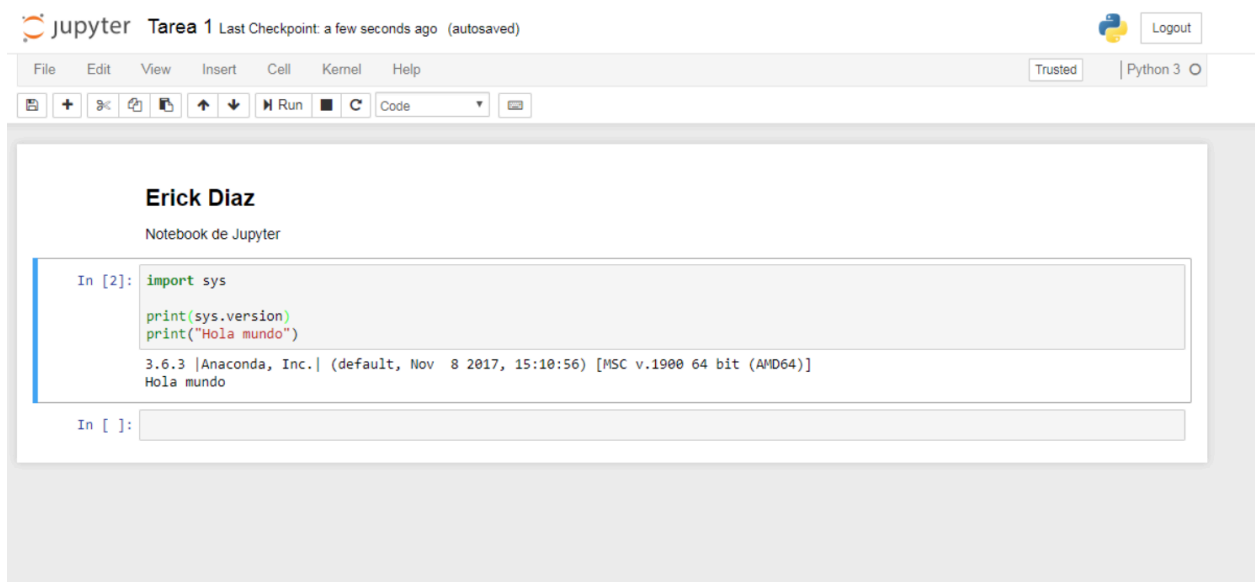 jupyter Tarea 1 Last Checkpoint: a few seconds ago (autosaved) Logout
File Edit View Insert Cell Kernel Help Trusted Python 3
Run Code
Erick Diaz
Notebook de Jupyter
In [2]: import sys
print(sys.version)
print("Hola mundo")
3.6.3 |Anaconda, Inc.| (default, Nov  8 2017, 15:10:56) [MSC v.1900 64 bit (AMD64)]
Hola mundo
In [ ]: